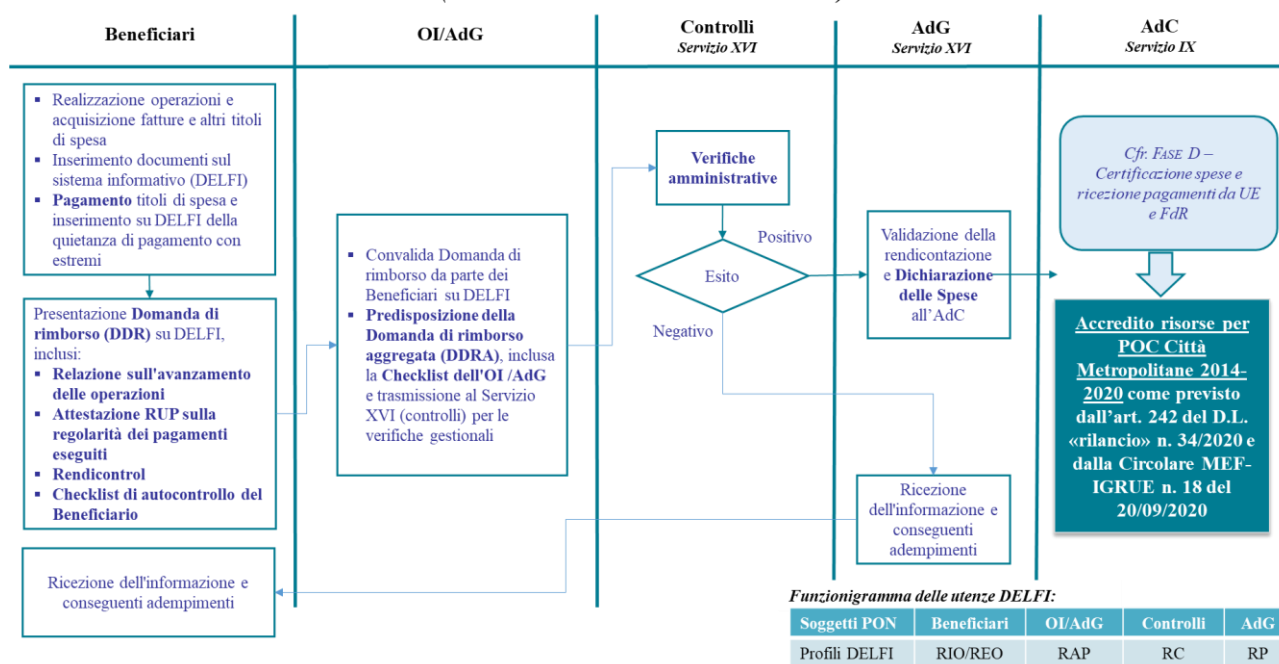 Beneficiari
OI/AdG
Controlli
Servizio XVI
AdG
Servizio XVI
AdC
Servizio IX
▪ Realizzazione operazioni e
acquisizione fatture e altri titoli
di spesa
▪ Inserimento documenti sul
sistema informativo (DELFI)
▪ Pagamento titoli di spesa e
inserimento su DELFI della
quietanza di pagamento con
estremi
Presentazione Domanda di
rimborso (DDR) su DELFI,
inclusi:
▪ Relazione sull'avanzamento
delle operazioni
▪ Attestazione RUP sulla
regolarità dei pagamenti
eseguiti
▪ Rendicontrol
▪ Checklist di autocontrollo del
Beneficiario
Ricezione dell'informazione e
conseguenti adempimenti
▪ Convalida Domanda di
rimborso da parte dei
Beneficiari su DELFI
▪ Predisposizione della
Domanda di rimborso
aggregata (DDRA), inclusa
la Checklist dell'OI /AdG
e trasmissione al Servizio
XVI (controlli) per le
verifiche gestionali
Verifiche
amministrative
Esito
Positivo
Negativo
Validazione della
rendicontazione
e Dichiarazione
delle Spese
all'AdC
Ricezione
dell'informazione e
conseguenti
adempimenti
Cfr. FASE D –
Certificazione spese e
ricezione pagamenti da UE
e FdR
Accredito risorse per
POC Città
Metropolitane 2014-
2020 come previsto
dall'art. 242 del D.L.
«rilancio» n. 34/2020 e
dalla Circolare MEF-
IGRUE n. 18 del
20/09/2020
Funzionigramma delle utenze DELFI:
Soggetti PON Beneficiari OI/AdG Controlli AdG
Profili DELFI RIO/REO RAP RC RP